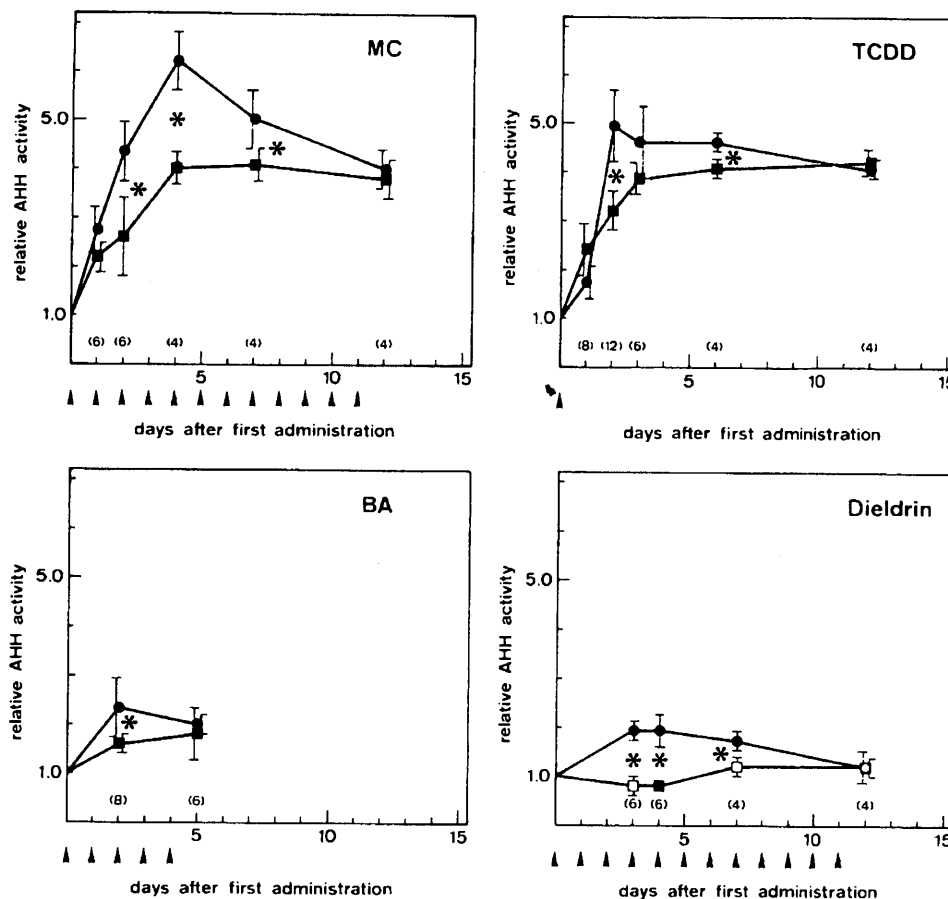 MC
relative AHH activity
5.0
1.0
(6) (6) (4) (4) (4)
5 10 15
days after first administration
TCDD
relative AHH activity
5.0
1.0
(8) (12) (6) (4) (4)
5 10 15
days after first administration
BA
relative AHH activity
5.0
1.0
(8) (6)
5 10 15
days after first administration
Dieldrin
relative AHH activity
5.0
1.0
(6) (6) (4) (4)
0 5 10 15
days after first administration